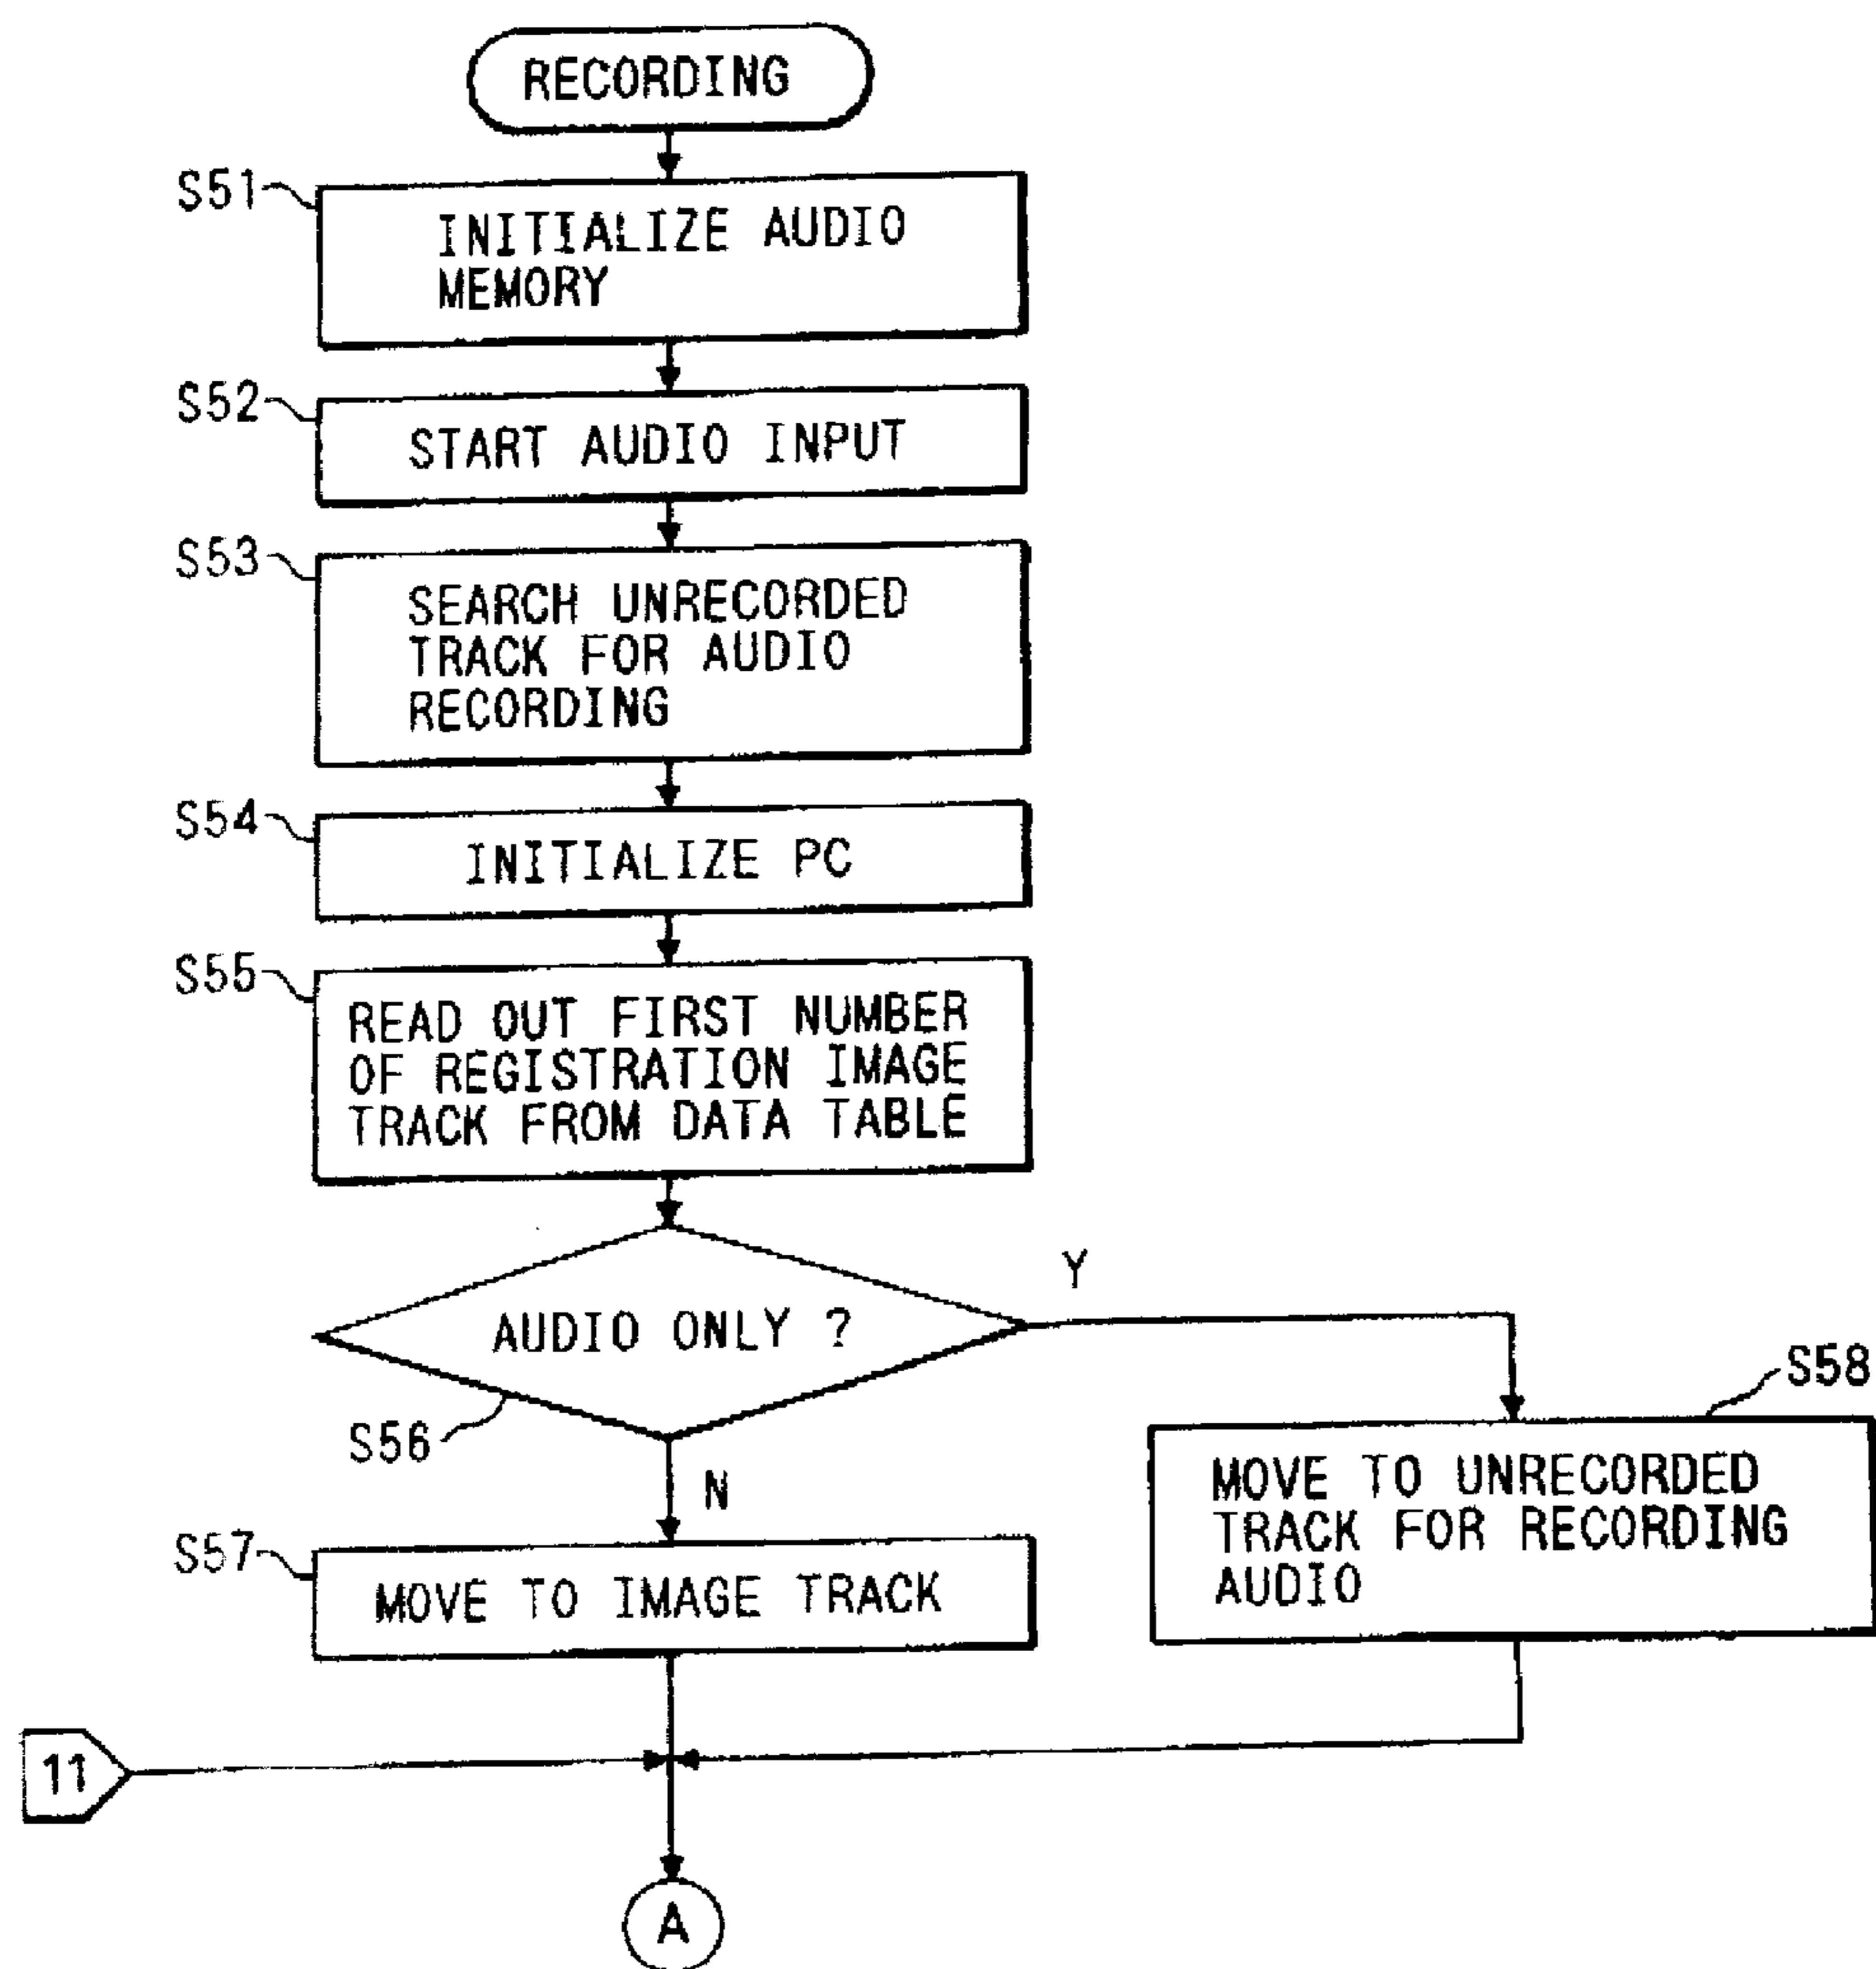 RECORDING
S51
INITIALIZE AUDIO
MEMORY
S52
START AUDIO INPUT
S53
SEARCH UNRECORDED
TRACK FOR AUDIO
RECORDING
S54
INITIALIZE PC
S55
READ OUT FIRST NUMBER
OF REGISTRATION IMAGE
TRACK FROM DATA TABLE
Y
AUDIO ONLY ?
S56
N
S58
MOVE TO UNRECORDED
TRACK FOR RECORDING
AUDIO
S57
MOVE TO IMAGE TRACK
11
A